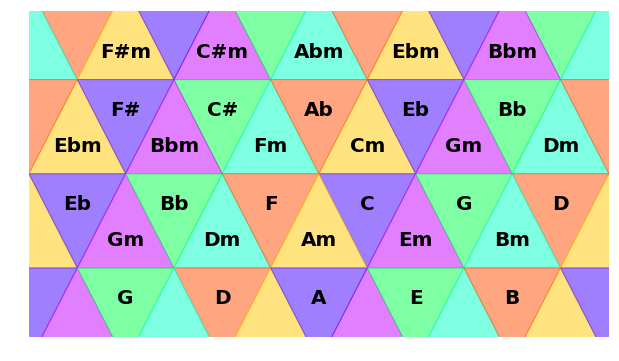 F#m C#m Abm Ebm Bbm
F# C# Ab Eb Bb
Ebm Bbm Fm Cm Gm Dm
Eb Bb F C G D
Gm Dm Am Em Bm
G D A E B